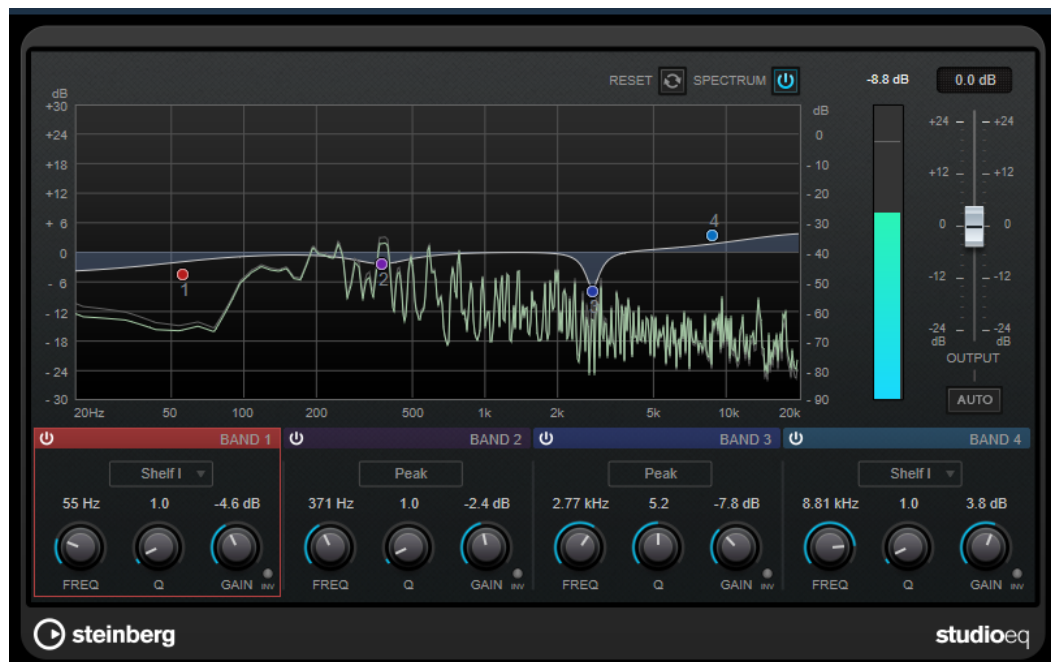 RESET SPECTRUM -8.8 dB 0.0 dB
dB
+30 dB
+24 0 +24 +24
+18 - 10
+12 - 20 +12 +12
+ 6 - 30
4
0 - 40 0 0
1 2
- 6 - 50 -12 -12
3
- 12 - 60
- 18 - 70 -24 -24
dB dB
- 24 - 80 OUTPUT
- 30 - 90 AUTO
20Hz 50 100 200 500 1k 2k 5k 10k 20k
BAND 1 BAND 2 BAND 3 BAND 4
Shelf I Peak Peak Shelf I
55 Hz 1.0 -4.6 dB 371 Hz 1.0 -2.4 dB 2.77 kHz 5.2 -7.8 dB 8.81 kHz 1.0 3.8 dB
FREQ Q GAIN INV FREQ Q GAIN INV FREQ Q GAIN INV FREQ Q GAIN INV
steinberg studioeq